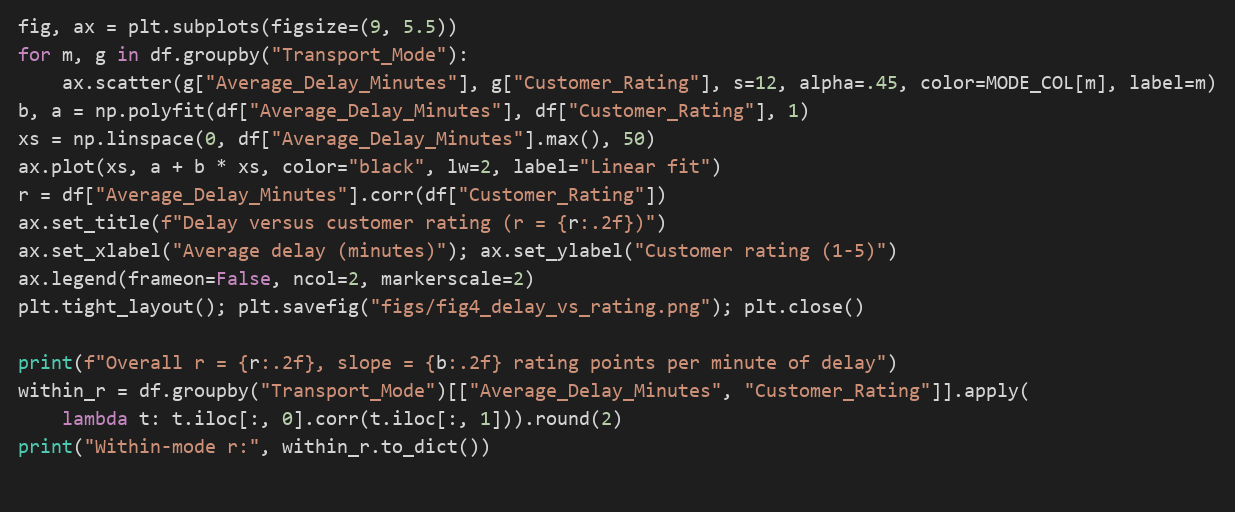 fig, ax = plt.subplots(figsize=(9, 5.5))
for m, g in df.groupby("Transport_Mode"):
    ax.scatter(g["Average_Delay_Minutes"], g["Customer_Rating"], s=12, alpha=.45, color=MODE_COL[m], label=m)
b, a = np.polyfit(df["Average_Delay_Minutes"], df["Customer_Rating"], 1)
xs = np.linspace(0, df["Average_Delay_Minutes"].max(), 50)
ax.plot(xs, a + b * xs, color="black", lw=2, label="Linear fit")
r = df["Average_Delay_Minutes"].corr(df["Customer_Rating"])
ax.set_title(f"Delay versus customer rating (r = {r:.2f})")
ax.set_xlabel("Average delay (minutes)"); ax.set_ylabel("Customer rating (1-5)")
ax.legend(frameon=False, ncol=2, markerscale=2)
plt.tight_layout(); plt.savefig("figs/fig4_delay_vs_rating.png"); plt.close()

print(f"Overall r = {r:.2f}, slope = {b:.2f} rating points per minute of delay")
within_r = df.groupby("Transport_Mode")[["Average_Delay_Minutes", "Customer_Rating"]].apply(
    lambda t: t.iloc[:, 0].corr(t.iloc[:, 1])).round(2)
print("Within-mode r:", within_r.to_dict())